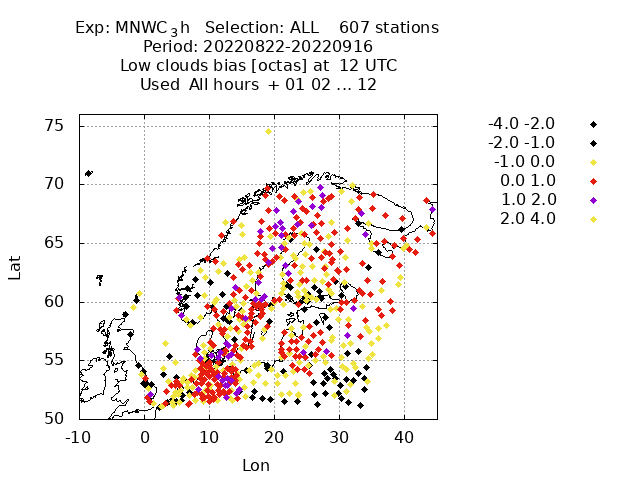 Exp: MNWC_3h   Selection: ALL    607 stations
Period: 20220822-20220916
Low clouds bias [octas] at  12 UTC
Used  All hours  + 01 02 ... 12
-4.0 -2.0
-2.0 -1.0
-1.0 0.0
0.0 1.0
1.0 2.0
2.0 4.0
75
70
65
60
55
50
Lat
-10 0 10 20 30 40
Lon